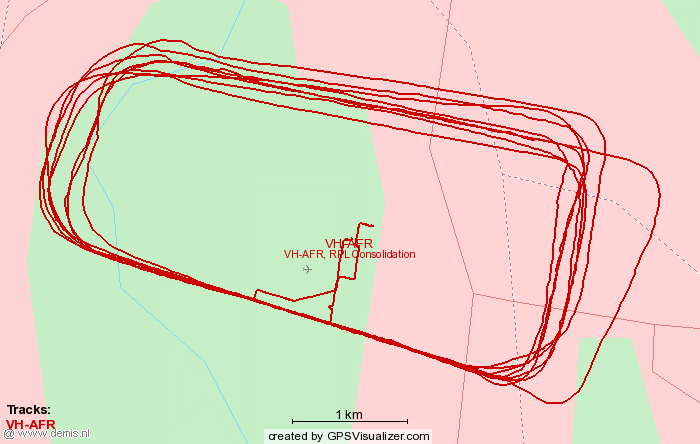 VH-AFR
VH-AFR, RPL Consolidation
1 km
Tracks:
VH-AFR
@ www.demis.nl
created by GPSVisualizer.com